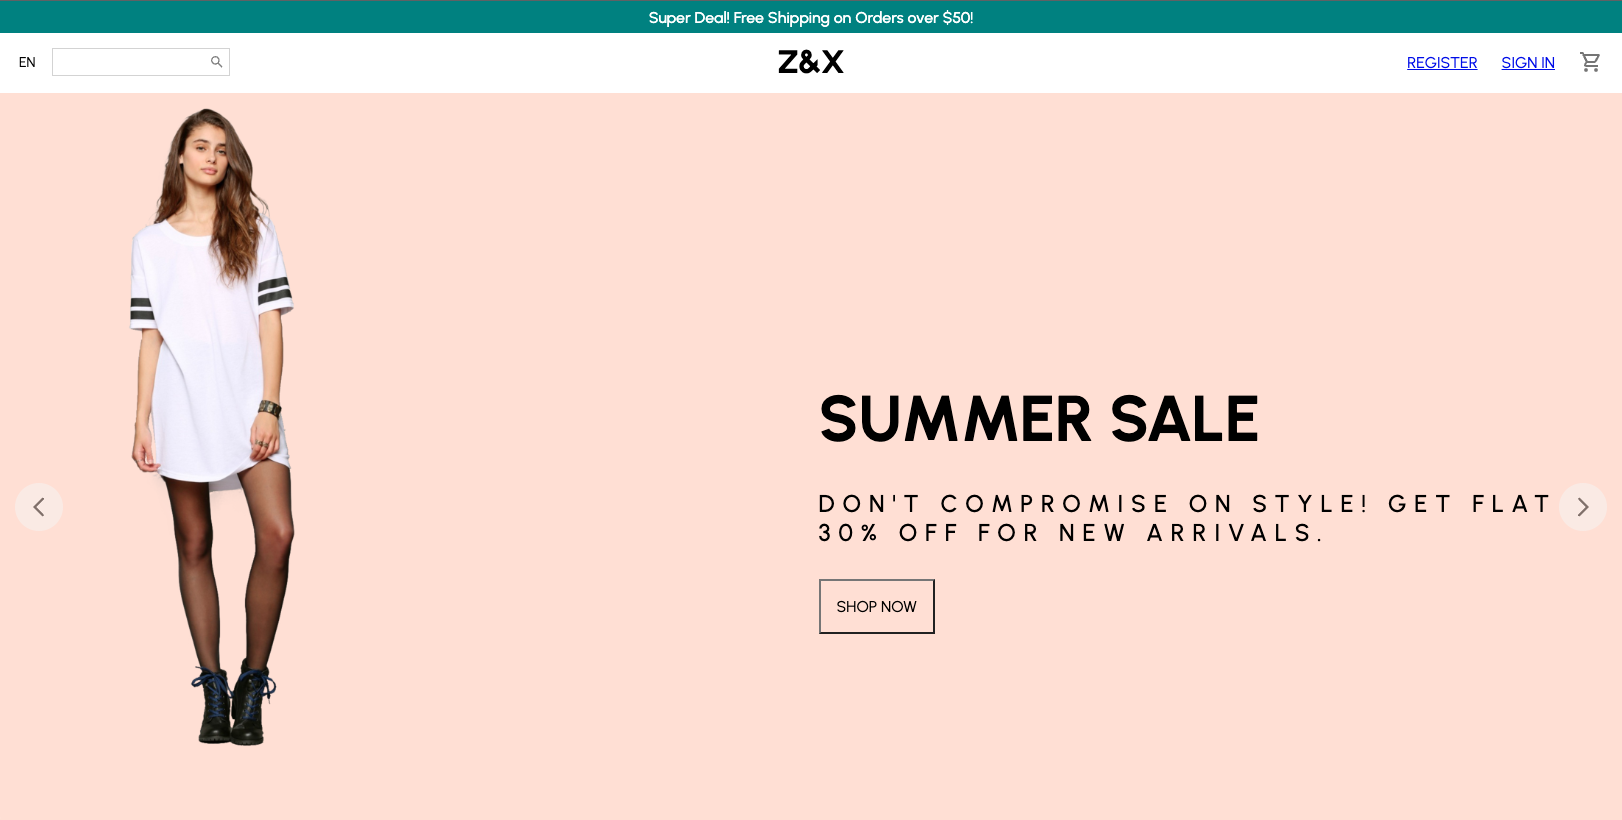 Super Deal! Free Shipping on Orders over $50!
EN
Z&X
REGISTER
SIGN IN
SUMMER SALE
DON'T COMPROMISE ON STYLE! GET FLAT
30% OFF FOR NEW ARRIVALS.
SHOP NOW